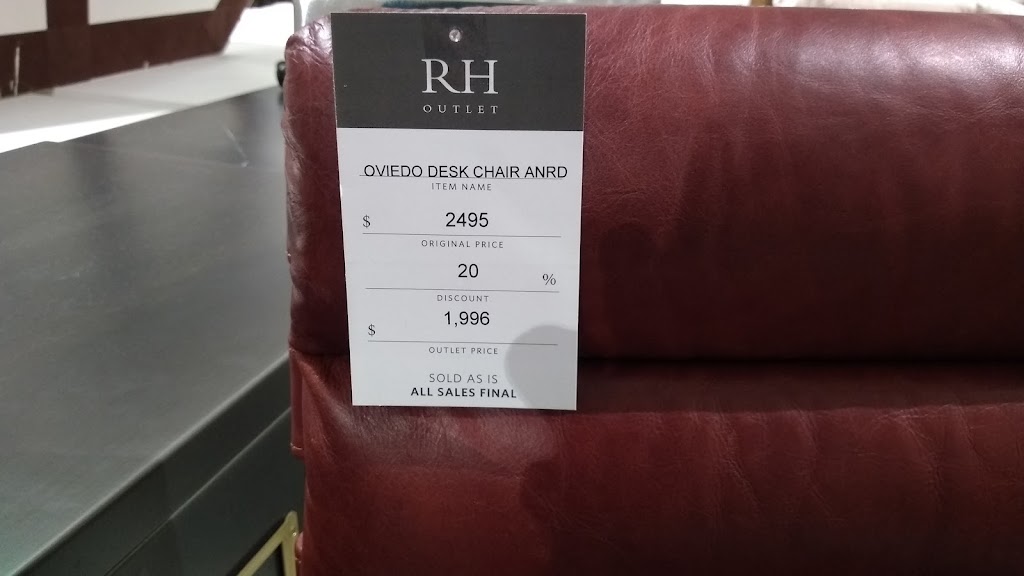 RH
OUTLET
OVIEDO DESK CHAIR ANRD
ITEM NAME
$ 2495
ORIGINAL PRICE
20 %
DISCOUNT
$ 1,996
OUTLET PRICE
SOLD AS IS
ALL SALES FINAL